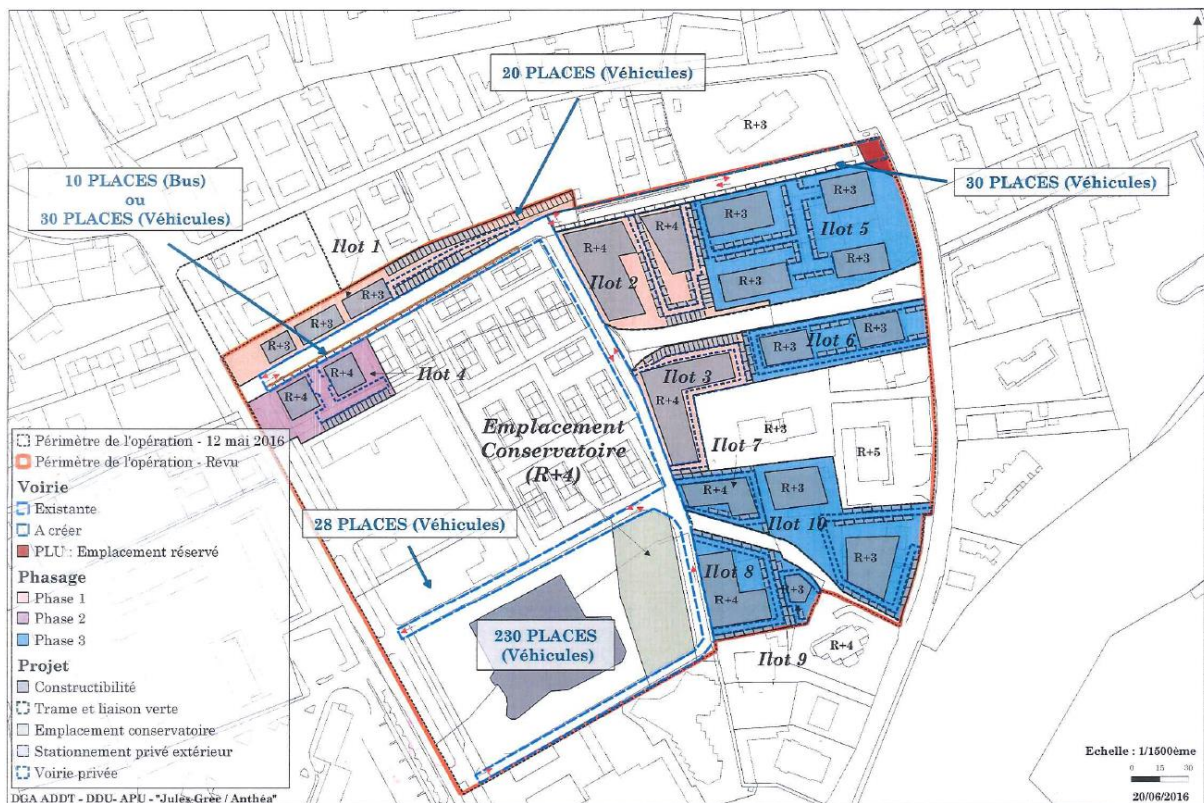 20 PLACES (Véhicules)
R+3
10 PLACES (Bus)
ou
30 PLACES (Véhicules)
30 PLACES (Véhicules)
Ilot 1
R+3
R+3
R+3
R+4
R+4
Ilot 4
R+4
R+4
Ilot 2
R+3
R+3
Ilot 5
R+3
R+3
R+3
Ilot 6
R+3
Ilot 3
R+4
Emplacement
Conservatoire
(R+4)
R+3
R+5
Ilot 7
R+4
R+3
Ilot 10
R+3
28 PLACES (Véhicules)
Ilot 8
R+4
R+3
230 PLACES
(Véhicules)
Ilot 9
R+4
Périmètre de l'opération - 12 mai 2016
Périmètre de l'opération - Revu
Voirie
Existante
A créer
PLU : Emplacement réservé
Phasage
Phase 1
Phase 2
Phase 3
Projet
Constructibilité
Trame et liaison verte
Emplacement conservatoire
Stationnement privé extérieur
Voirie privée
DGA ADDT - DDU- APU - "Jules-Grec / Anthéa"
Echelle : 1/1500ème
0 15 30
20/06/2016